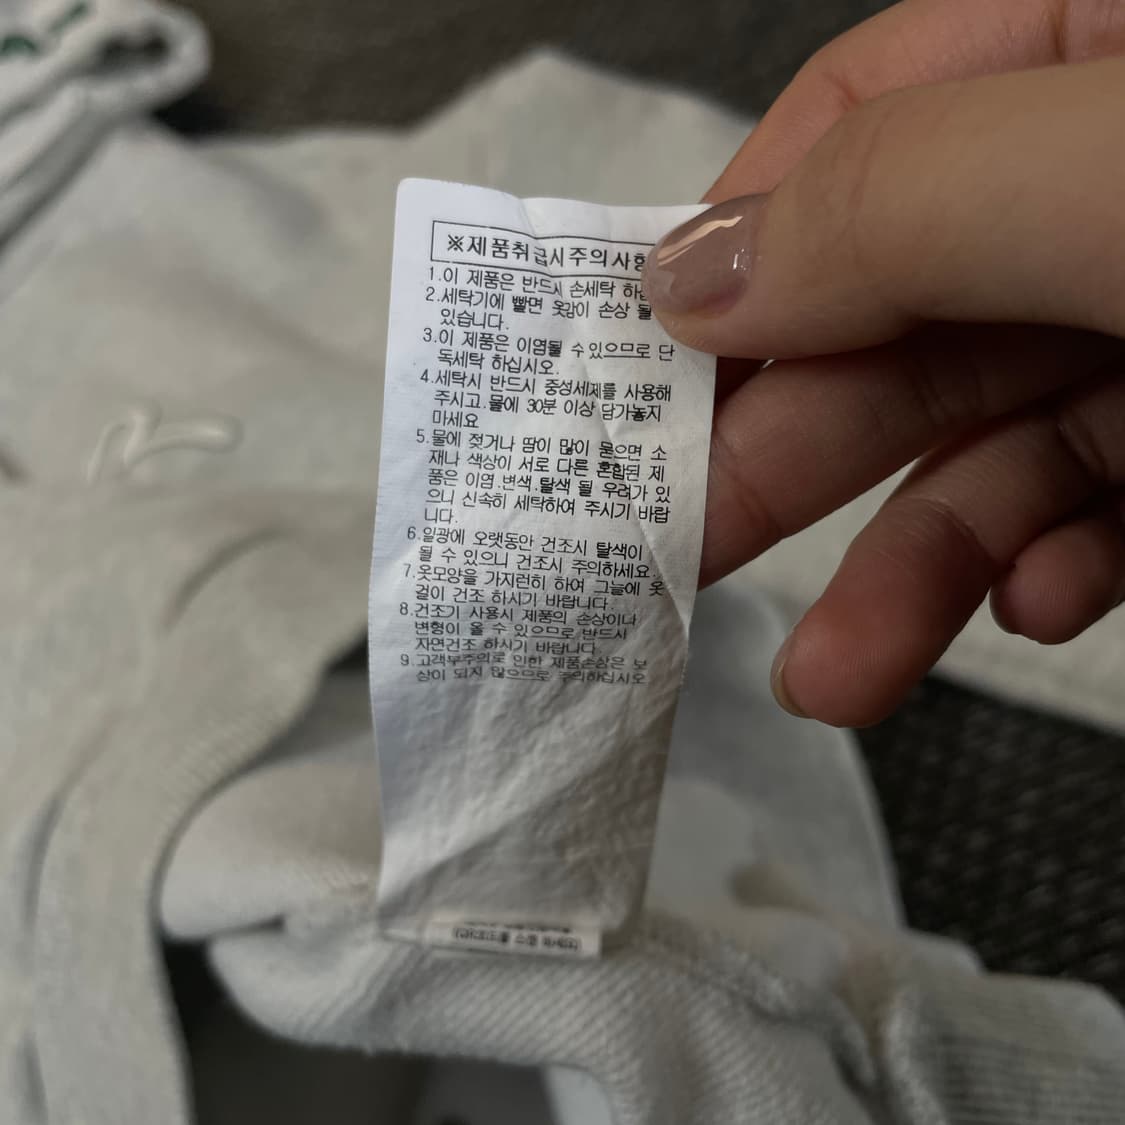 ※제품취급시주의사항
1.이 제품은 반드시 손세탁 하
2.세탁기에 빨면 옷감이 손상 될
있습니다.
3.이 제품은 이염될 수있으므로 단
독세탁 하십시오.
4.세탁시 반드시 중성세제를 사용해
주시고.물에 30분 이상 담가놓지
마세요
5.물에 젖거나 땀이 많이 묻으면 소
재나 색상이 서로 다른 혼합된 제
품은 이염.변색.탈색 될 우려가 있
으니 신속히 세탁하여 주시기 바랍
니다.
6.일광에 오랫동안 건조시 탈색이
될 수 있으니 건조시 주의하세요.
7.옷모양을 가지런히 하여 그늘에 옷
걸이 건조 하시기 바랍니다.
8.건조기 사용시 제품의 손상이나
변형이 올 수 있으므로 반드시
자연건조 하시기 바랍니다
9.고객부주의로 인한 제품손상은 보
상이 되지 않으므로 주의하십시오